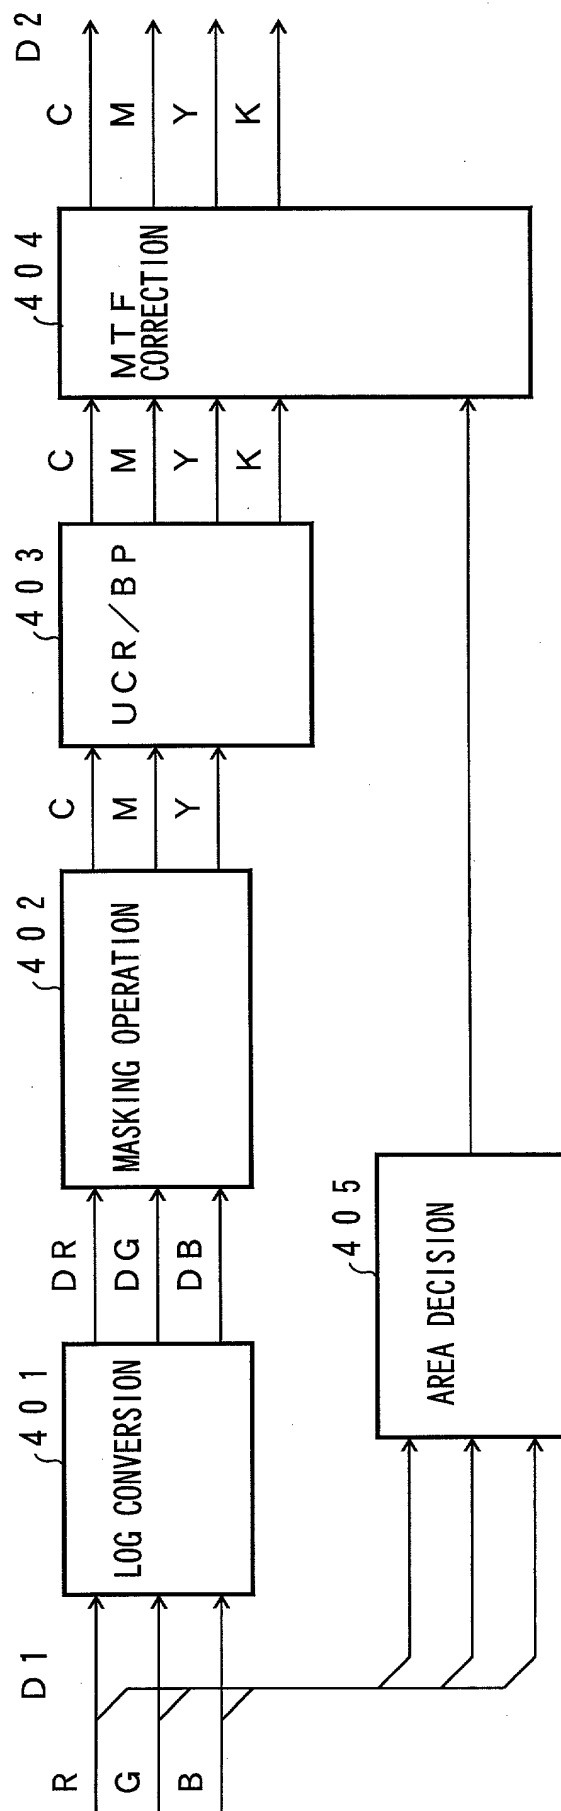 D1
R
G
B
401
LOG CONVERSION
DR
DG
DB
402
MASKING OPERATION
C
M
Y
403
UCR/BP
C
M
Y
K
404
MTF
CORRECTION
C
M
Y
K
D2
405
AREA DECISION